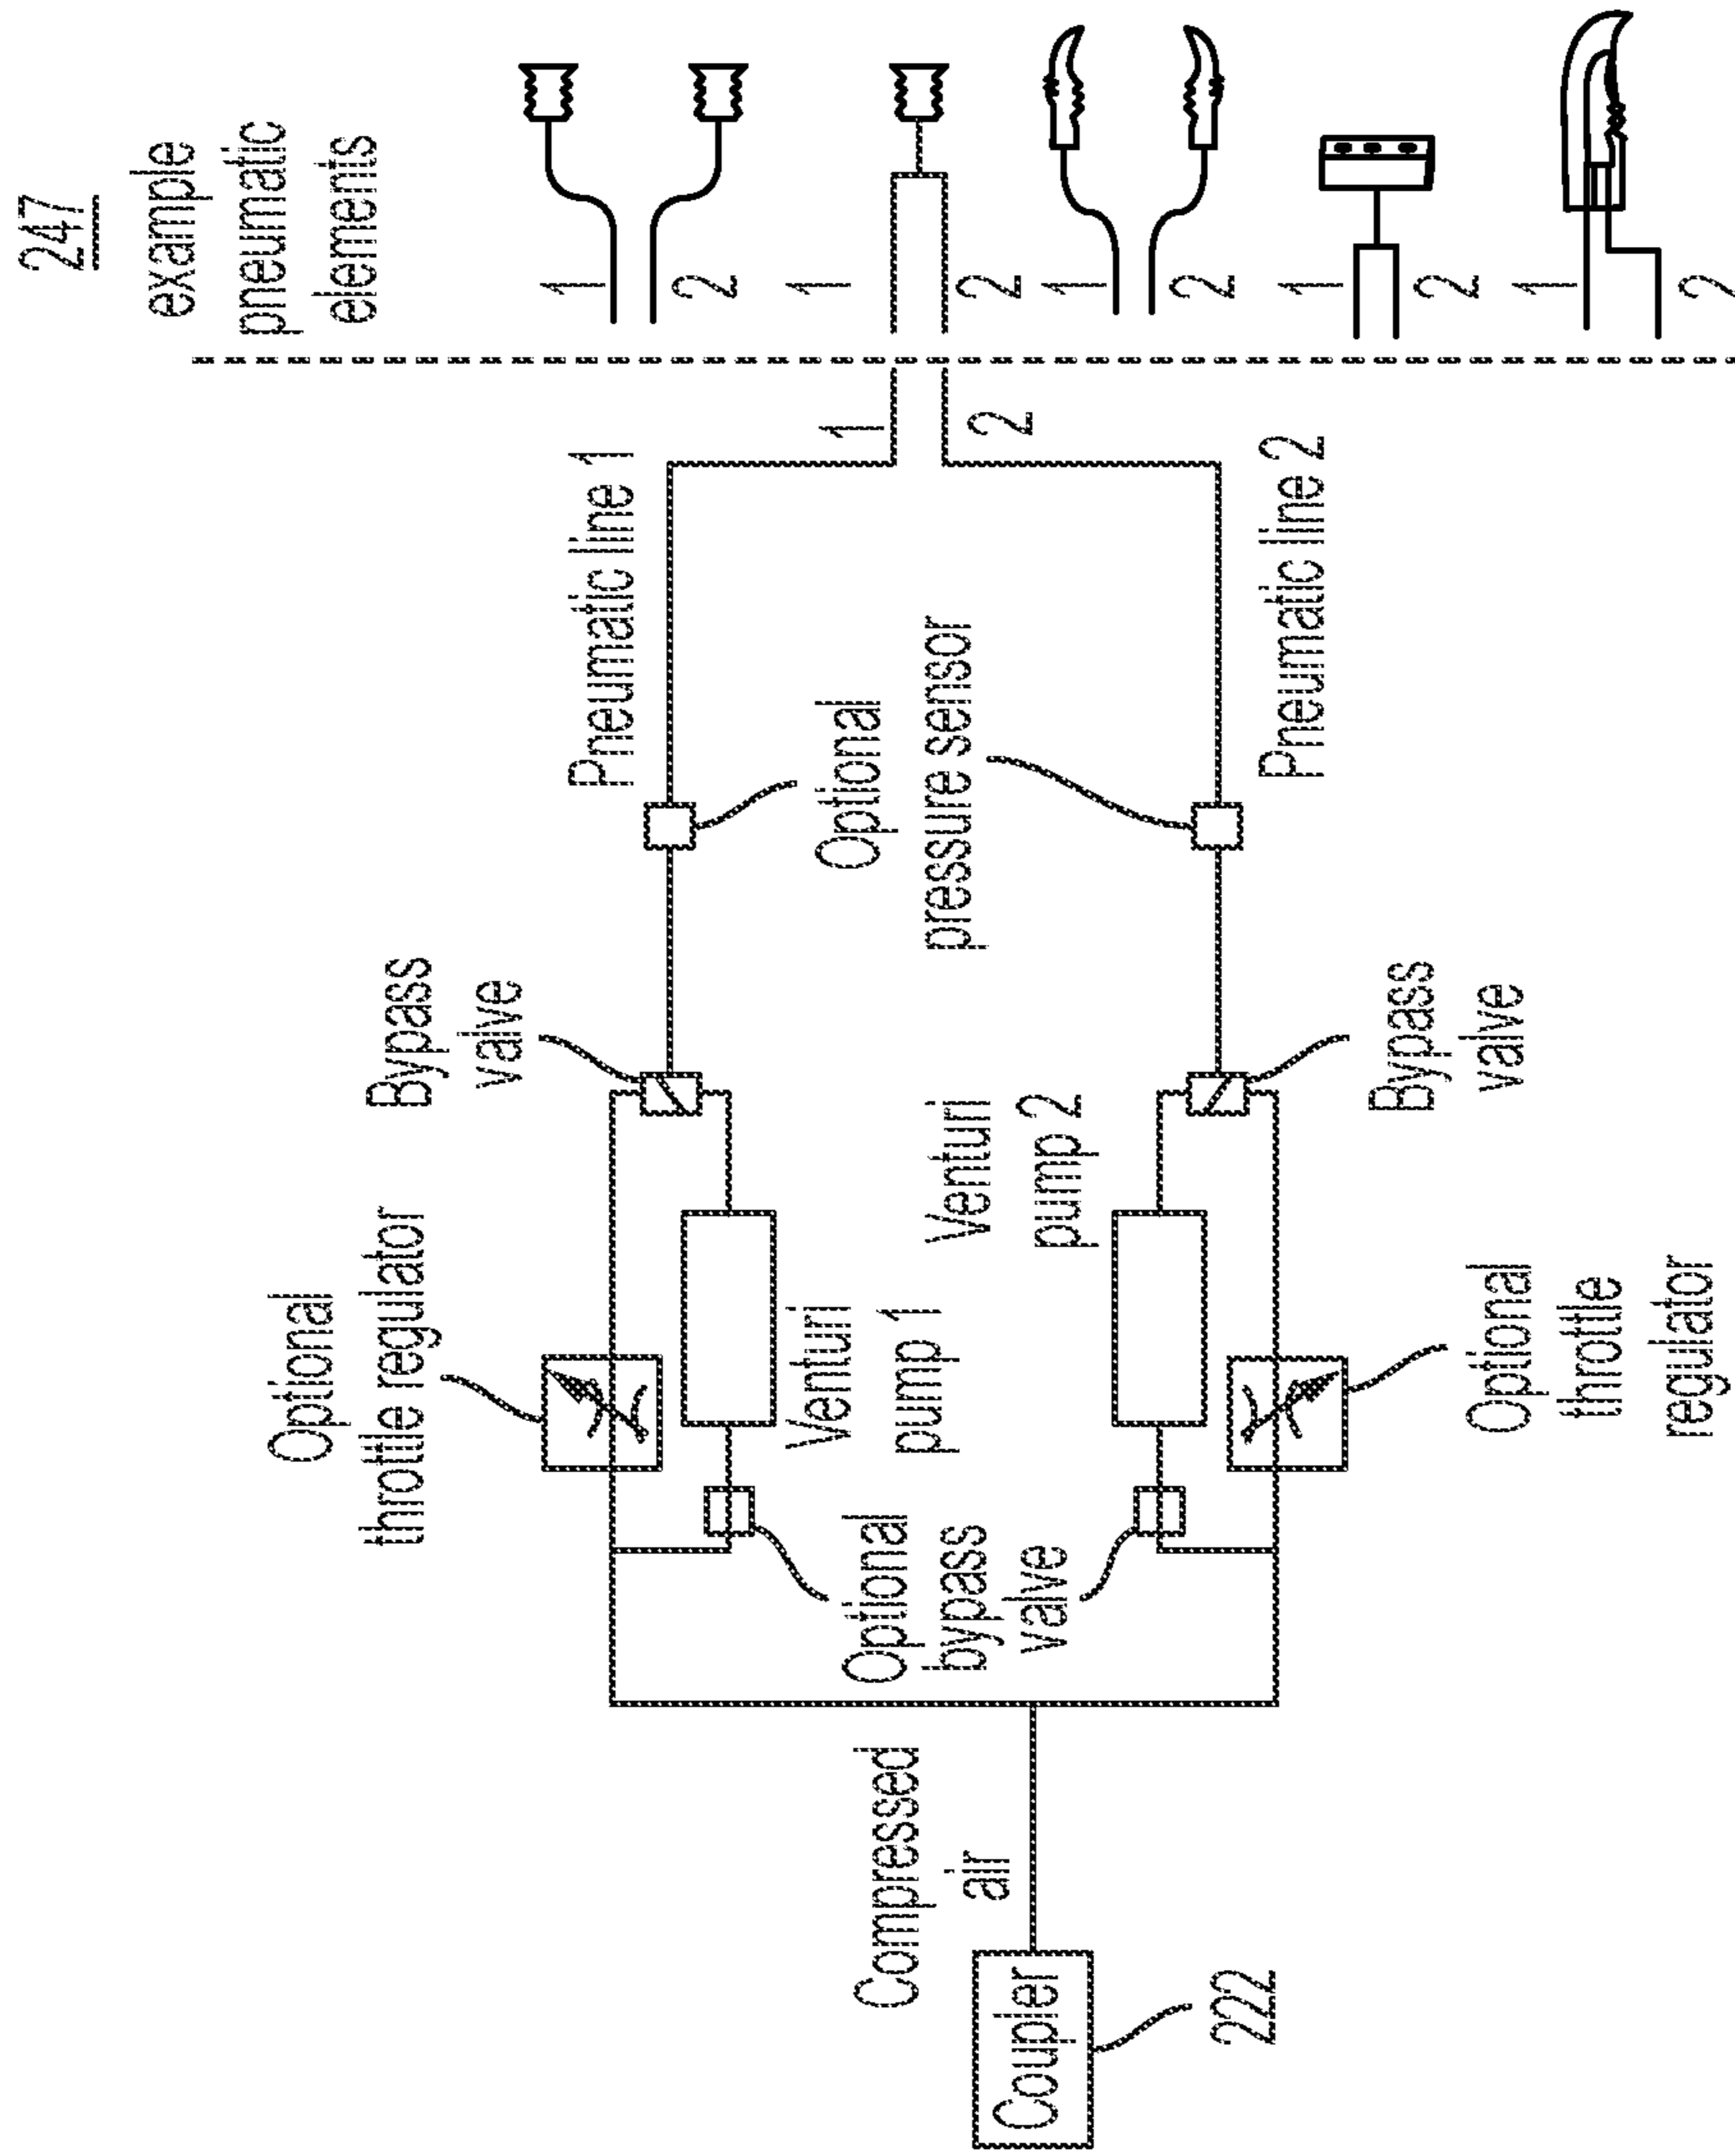 247
example
pneumatic
elements
Optional
throttle regulator
Bypass
valve
Pneumatic line 1
1
2
Venturi
pump 1
Optional
pressure sensor
1
1
Optional
bypass
valve
Compressed
air
Venturi
pump 2
2
2
Coupler
222
1
2
Pneumatic line 2
1
2
Bypass
valve
Optional
throttle
regulator
1
2